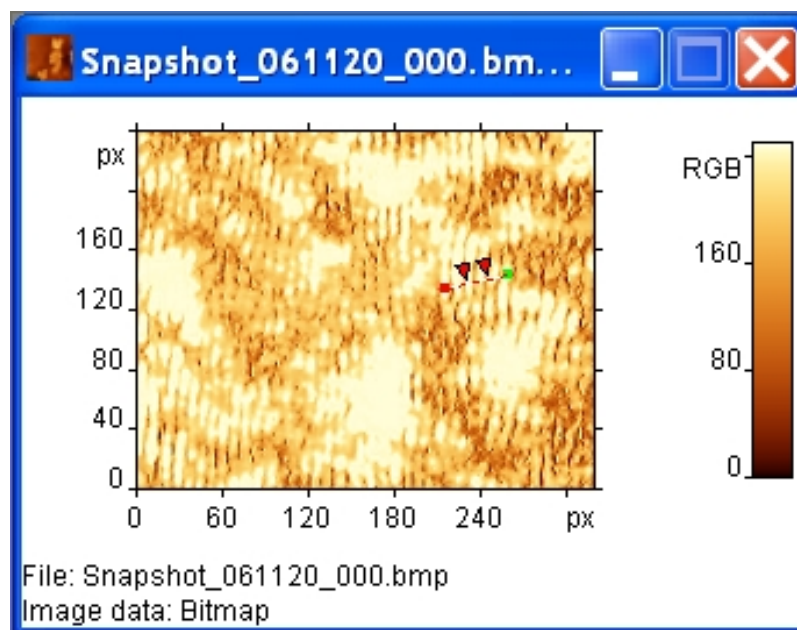 Snapshot_061120_000.bm...
px
RGB
160
160
120
80
80
40
0
0
0 60 120 180 240 px
File: Snapshot_061120_000.bmp
Image data: Bitmap